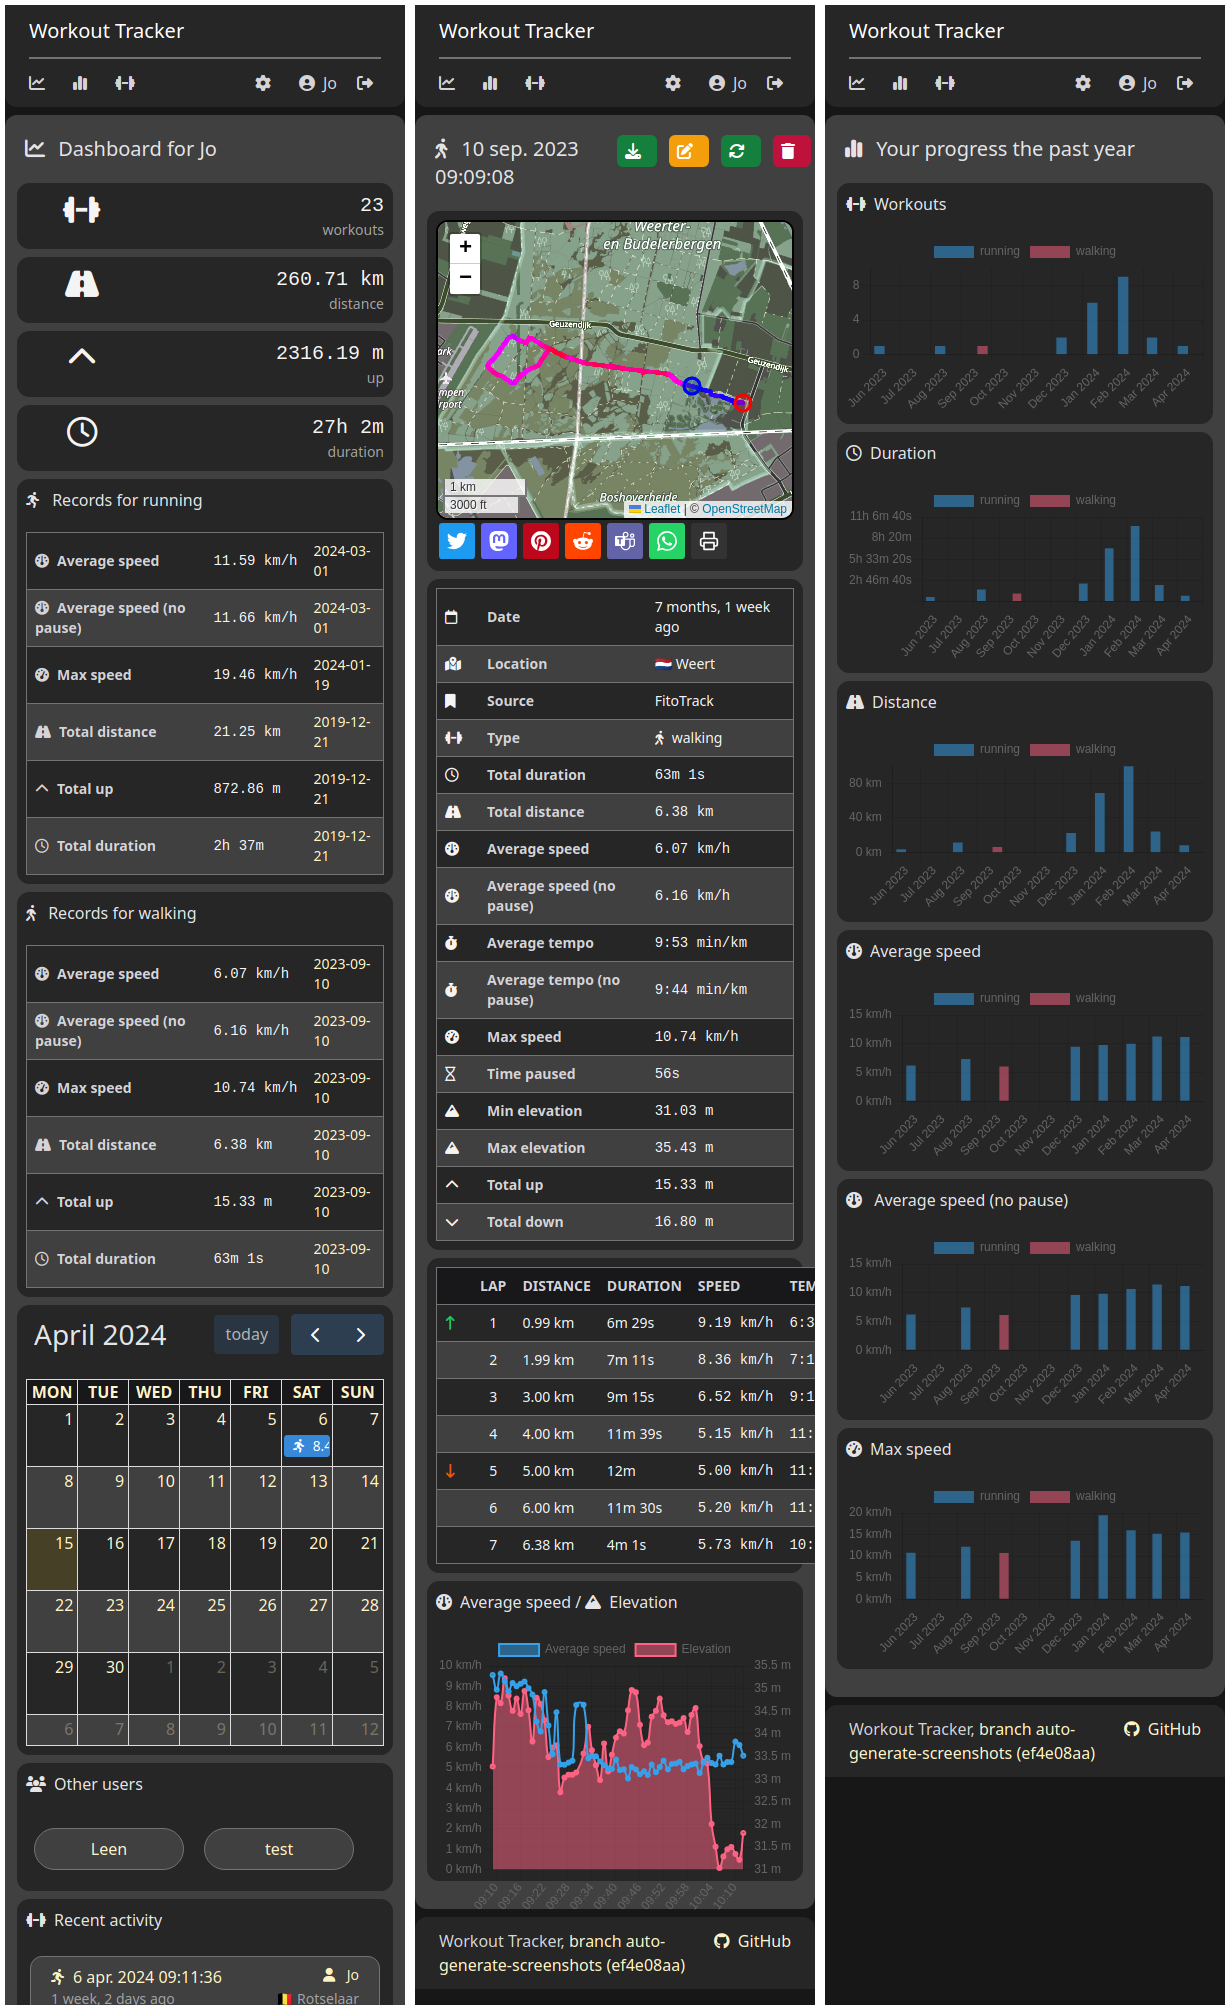 Workout Tracker
Jo
Dashboard for Jo
23
workouts
260.71 km
distance
2316.19 m
up
27h 2m
duration
Records for running
Average speed 11.59 km/h 2024-03-
01
Average speed (no
pause) 11.66 km/h 2024-03-
01
Max speed 19.46 km/h 2024-01-
19
Total distance 21.25 km 2019-12-
21
Total up 872.86 m 2019-12-
21
Total duration 2h 37m 2019-12-
21
Records for walking
Average speed 6.07 km/h 2023-09-
10
Average speed (no
pause) 6.16 km/h 2023-09-
10
Max speed 10.74 km/h 2023-09-
10
Total distance 6.38 km 2023-09-
10
Total up 15.33 m 2023-09-
10
Total duration 63m 1s 2023-09-
10
April 2024 today
MON TUE WED THU FRI SAT SUN
1 2 3 4 5 6 7
8.4
8 9 10 11 12 13 14
15 16 17 18 19 20 21
22 23 24 25 26 27 28
29 30 1 2 3 4 5
6 7 8 9 10 11 12
Other users
Leen test
Recent activity
6 apr. 2024 09:11:36 Jo
1 week, 2 days ago Rotselaar
Workout Tracker
Jo
10 sep. 2023
09:09:08
Weerter-
en Budelerbergen
+
−
Geuzendijk
Geuzendijk
ark
mpen
rport
Boshoverheide
1 km
3000 ft
Leaflet | © OpenStreetMap
Date 7 months, 1 week
ago
Location Weert
Source FitoTrack
Type walking
Total duration 63m 1s
Total distance 6.38 km
Average speed 6.07 km/h
Average speed (no
pause) 6.16 km/h
Average tempo 9:53 min/km
Average tempo (no
pause) 9:44 min/km
Max speed 10.74 km/h
Time paused 56s
Min elevation 31.03 m
Max elevation 35.43 m
Total up 15.33 m
Total down 16.80 m
LAP DISTANCE DURATION SPEED TEM
1 0.99 km 6m 29s 9.19 km/h 6:3
2 1.99 km 7m 11s 8.36 km/h 7:1
3 3.00 km 9m 15s 6.52 km/h 9:1
4 4.00 km 11m 39s 5.15 km/h 11:
5 5.00 km 12m 5.00 km/h 11:
6 6.00 km 11m 30s 5.20 km/h 11:
7 6.38 km 4m 1s 5.73 km/h 10:
Average speed / Elevation
Average speed Elevation
10 km/h 35.5 m
9 km/h 35 m
8 km/h 34.5 m
7 km/h 34 m
6 km/h 33.5 m
5 km/h 33 m
4 km/h 32.5 m
3 km/h 32 m
2 km/h 31.5 m
1 km/h 31 m
0 km/h
09:10 09:16 09:22 09:28 09:34 09:40 09:46 09:52 09:58 10:04 10:10
Workout Tracker, branch auto-
generate-screenshots (ef4e08aa) GitHub
Workout Tracker
Jo
Your progress the past year
Workouts
running walking
8
4
0
Jun 2023 Jul 2023 Aug 2023 Sep 2023 Oct 2023 Nov 2023 Dec 2023 Jan 2024 Feb 2024 Mar 2024 Apr 2024
Duration
running walking
11h 6m 40s
8h 20m
5h 33m 20s
2h 46m 40s
Jun 2023 Jul 2023 Aug 2023 Sep 2023 Oct 2023 Nov 2023 Dec 2023 Jan 2024 Feb 2024 Mar 2024 Apr 2024
Distance
running walking
80 km
40 km
0 km
Jun 2023 Jul 2023 Aug 2023 Sep 2023 Oct 2023 Nov 2023 Dec 2023 Jan 2024 Feb 2024 Mar 2024 Apr 2024
Average speed
running walking
15 km/h
10 km/h
5 km/h
0 km/h
Jun 2023 Jul 2023 Aug 2023 Sep 2023 Oct 2023 Nov 2023 Dec 2023 Jan 2024 Feb 2024 Mar 2024 Apr 2024
Average speed (no pause)
running walking
15 km/h
10 km/h
5 km/h
0 km/h
Jun 2023 Jul 2023 Aug 2023 Sep 2023 Oct 2023 Nov 2023 Dec 2023 Jan 2024 Feb 2024 Mar 2024 Apr 2024
Max speed
running walking
20 km/h
15 km/h
10 km/h
5 km/h
0 km/h
Jun 2023 Jul 2023 Aug 2023 Sep 2023 Oct 2023 Nov 2023 Dec 2023 Jan 2024 Feb 2024 Mar 2024 Apr 2024
Workout Tracker, branch auto-
generate-screenshots (ef4e08aa) GitHub